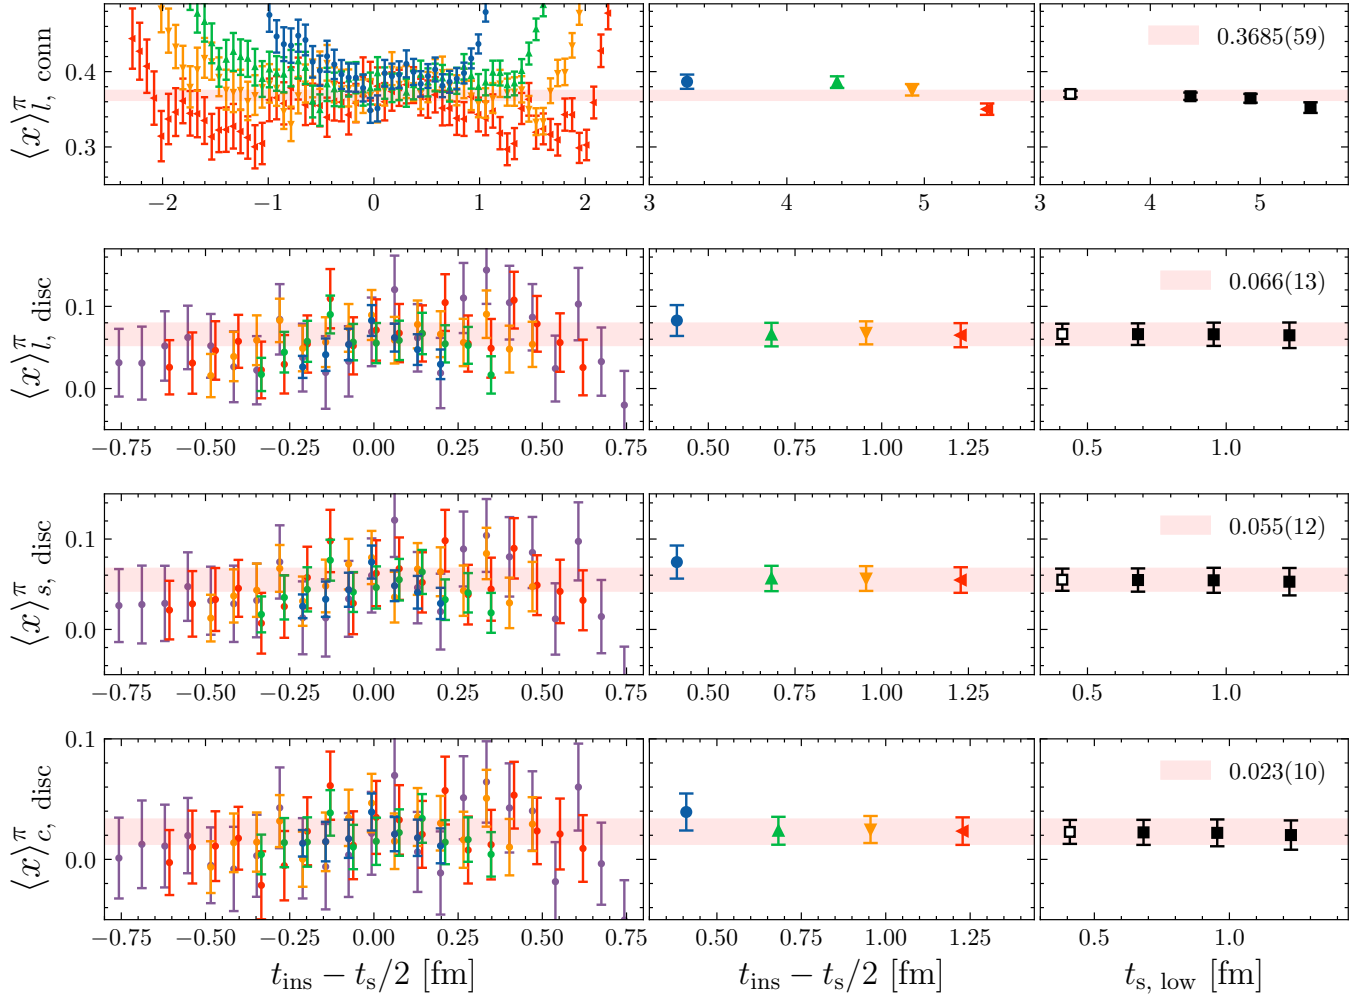 ⟨x⟩^π_{l, conn}
0.4
0.3
0.3685(59)
−2 −1 0 1 2 3 4 5 3 4 5
⟨x⟩^π_{l, disc}
0.1
0.0
0.066(13)
−0.75 −0.50 −0.25 0.00 0.25 0.50 0.75 0.50 0.75 1.00 1.25 0.5 1.0
⟨x⟩^π_{s, disc}
0.1
0.0
0.055(12)
−0.75 −0.50 −0.25 0.00 0.25 0.50 0.75 0.50 0.75 1.00 1.25 0.5 1.0
⟨x⟩^π_{c, disc}
0.1
0.0
0.023(10)
−0.75 −0.50 −0.25 0.00 0.25 0.50 0.75 0.50 0.75 1.00 1.25 0.5 1.0
t_{ins} − t_s/2 [fm] t_{ins} − t_s/2 [fm] t_{s, low} [fm]